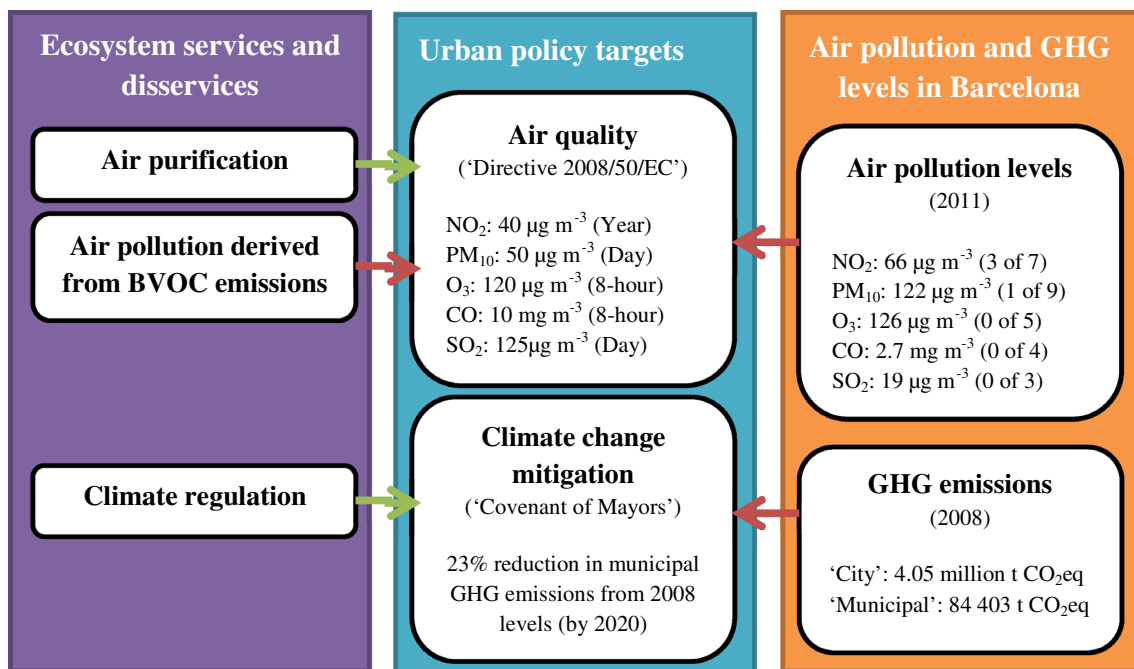 Ecosystem services and
disservices
Air purification
Air pollution derived
from BVOC emissions
Climate regulation
Urban policy targets
Air quality
(‘Directive 2008/50/EC’)
NO₂: 40 µg m⁻³ (Year)
PM₁₀: 50 µg m⁻³ (Day)
O₃: 120 µg m⁻³ (8-hour)
CO: 10 mg m⁻³ (8-hour)
SO₂: 125µg m⁻³ (Day)
Climate change
mitigation
(‘Covenant of Mayors’)
23% reduction in municipal
GHG emissions from 2008
levels (by 2020)
Air pollution and GHG
levels in Barcelona
Air pollution levels
(2011)
NO₂: 66 µg m⁻³ (3 of 7)
PM₁₀: 122 µg m⁻³ (1 of 9)
O₃: 126 µg m⁻³ (0 of 5)
CO: 2.7 mg m⁻³ (0 of 4)
SO₂: 19 µg m⁻³ (0 of 3)
GHG emissions
(2008)
‘City’: 4.05 million t CO₂eq
‘Municipal’: 84 403 t CO₂eq